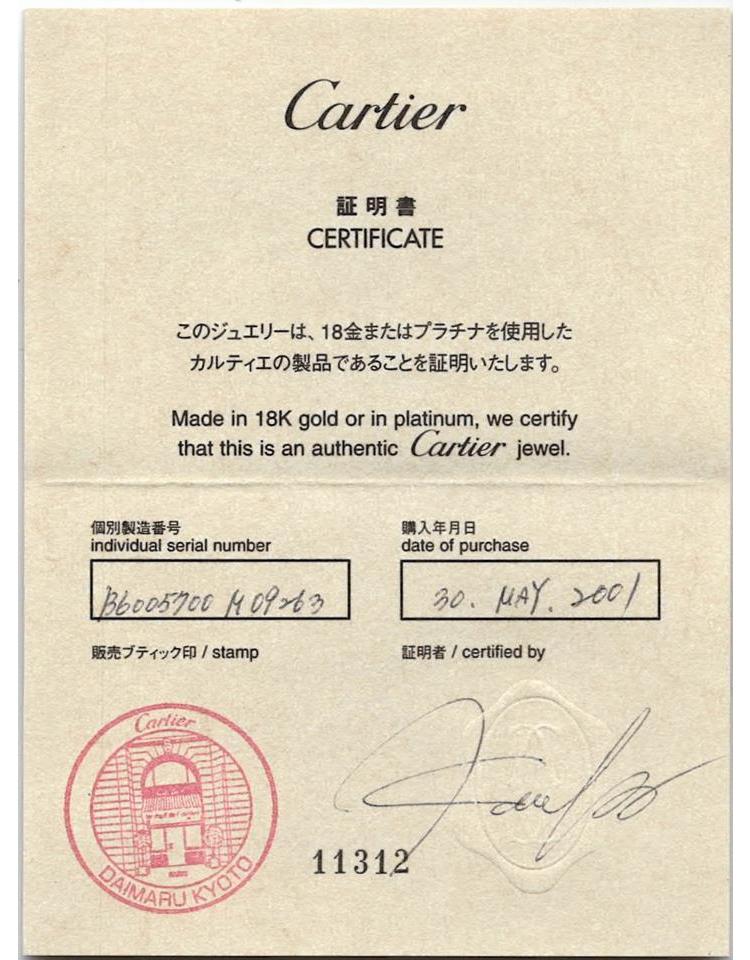 Cartier
証明書
CERTIFICATE
このジュエリーは、18金またはプラチナを使用した
カルティエの製品であることを証明いたします。
Made in 18K gold or in platinum, we certify
that this is an authentic Cartier jewel.
個別製造番号
individual serial number
B6005700 M09263
購入年月日
date of purchase
30. MAY. 2001
販売ブティック印 / stamp
証明者 / certified by
Cartier
DAIMARU KYOTO
11312